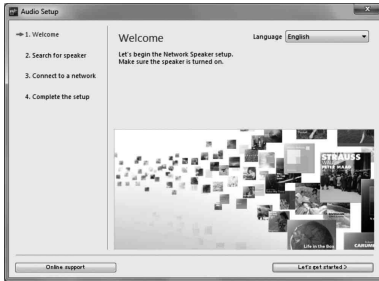 Audio Setup
1. Welcome
2. Search for speaker
3. Connect to a network
4. Complete the setup
Welcome
Language English
Let's begin the Network Speaker setup.
Make sure the speaker is turned on.
STRAUSS
Life in the Bog
Online support
Let's get started >